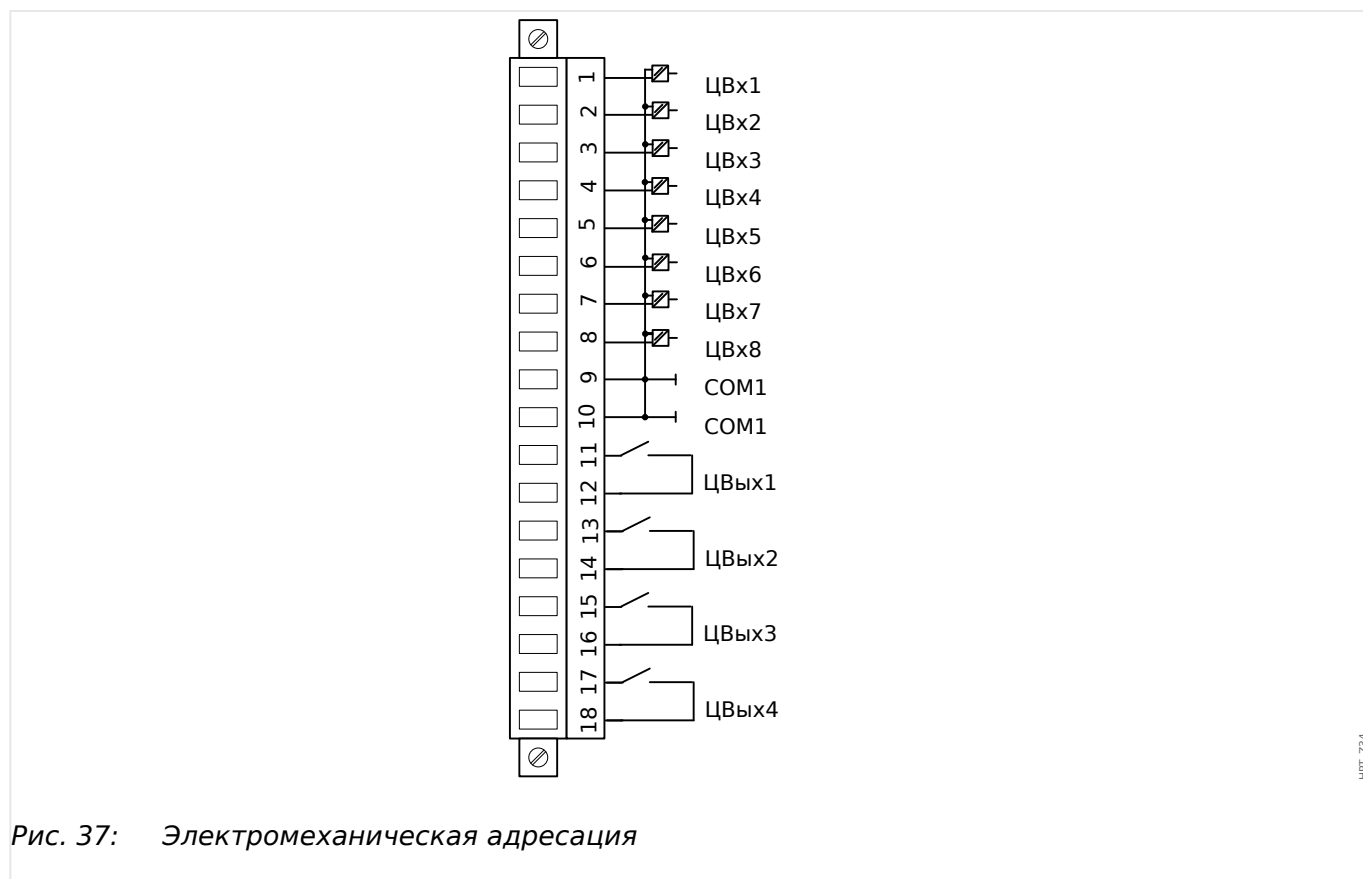 1 ЦВх1
2 ЦВх2
3 ЦВх3
4 ЦВх4
5 ЦВх5
6 ЦВх6
7 ЦВх7
8 ЦВх8
9 COM1
10 COM1
11
12 ЦВых1
13
14 ЦВых2
15
16 ЦВых3
17
18 ЦВых4
Рис. 37: Электромеханическая адресация